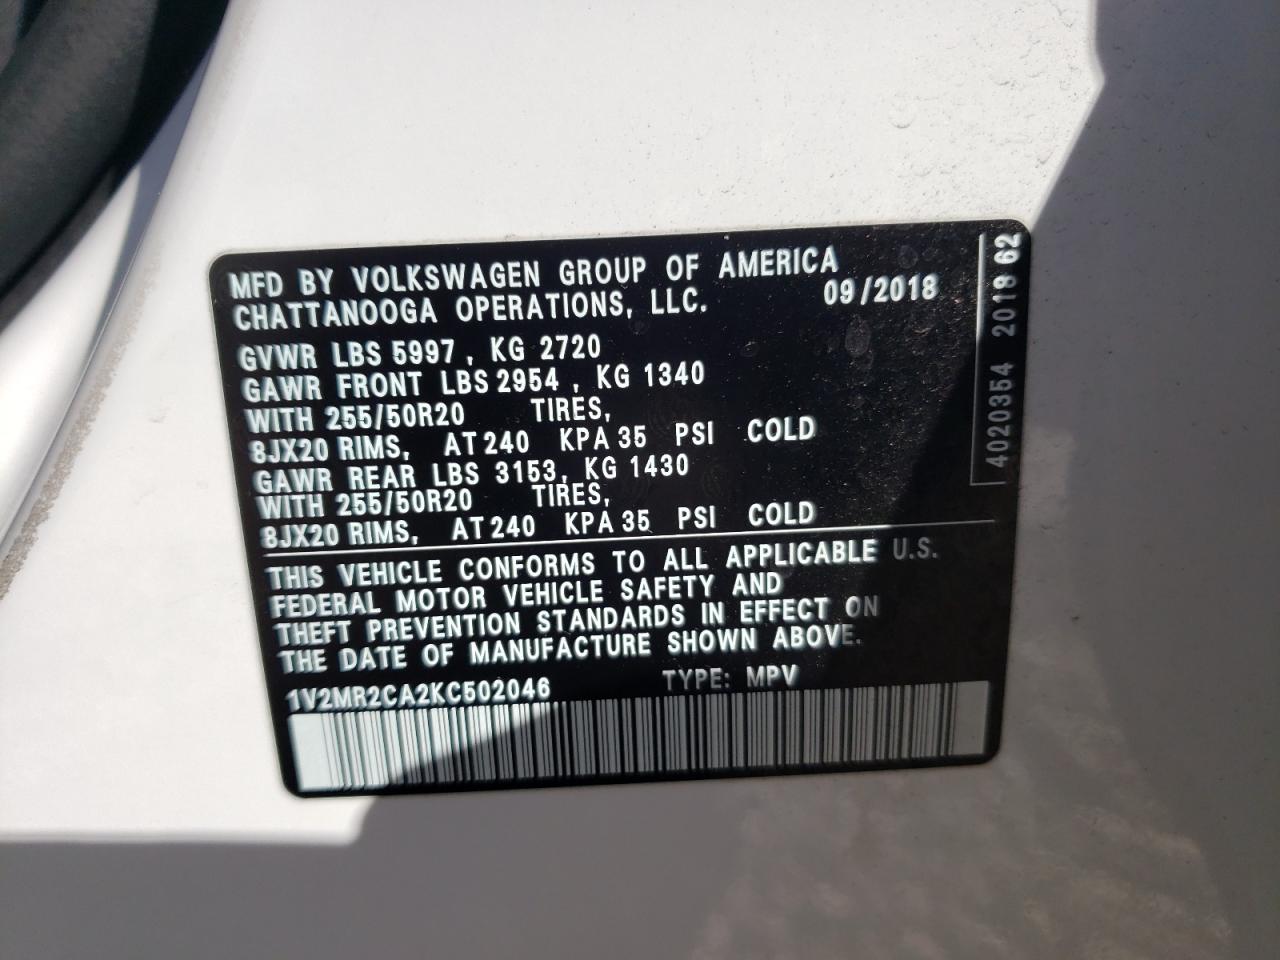 MFD BY VOLKSWAGEN GROUP OF AMERICA
CHATTANOOGA OPERATIONS, LLC. 09/2018
GVWR LBS 5997, KG 2720
GAWR FRONT LBS 2954, KG 1340
WITH 255/50R20 TIRES,
8JX20 RIMS, AT 240 KPA 35 PSI COLD
GAWR REAR LBS 3153, KG 1430
WITH 255/50R20 TIRES,
8JX20 RIMS, AT 240 KPA 35 PSI COLD
THIS VEHICLE CONFORMS TO ALL APPLICABLE U.S.
FEDERAL MOTOR VEHICLE SAFETY AND
THEFT PREVENTION STANDARDS IN EFFECT ON
THE DATE OF MANUFACTURE SHOWN ABOVE.
1V2MR2CA2KC502046 TYPE: MPV
4020354 2018 62